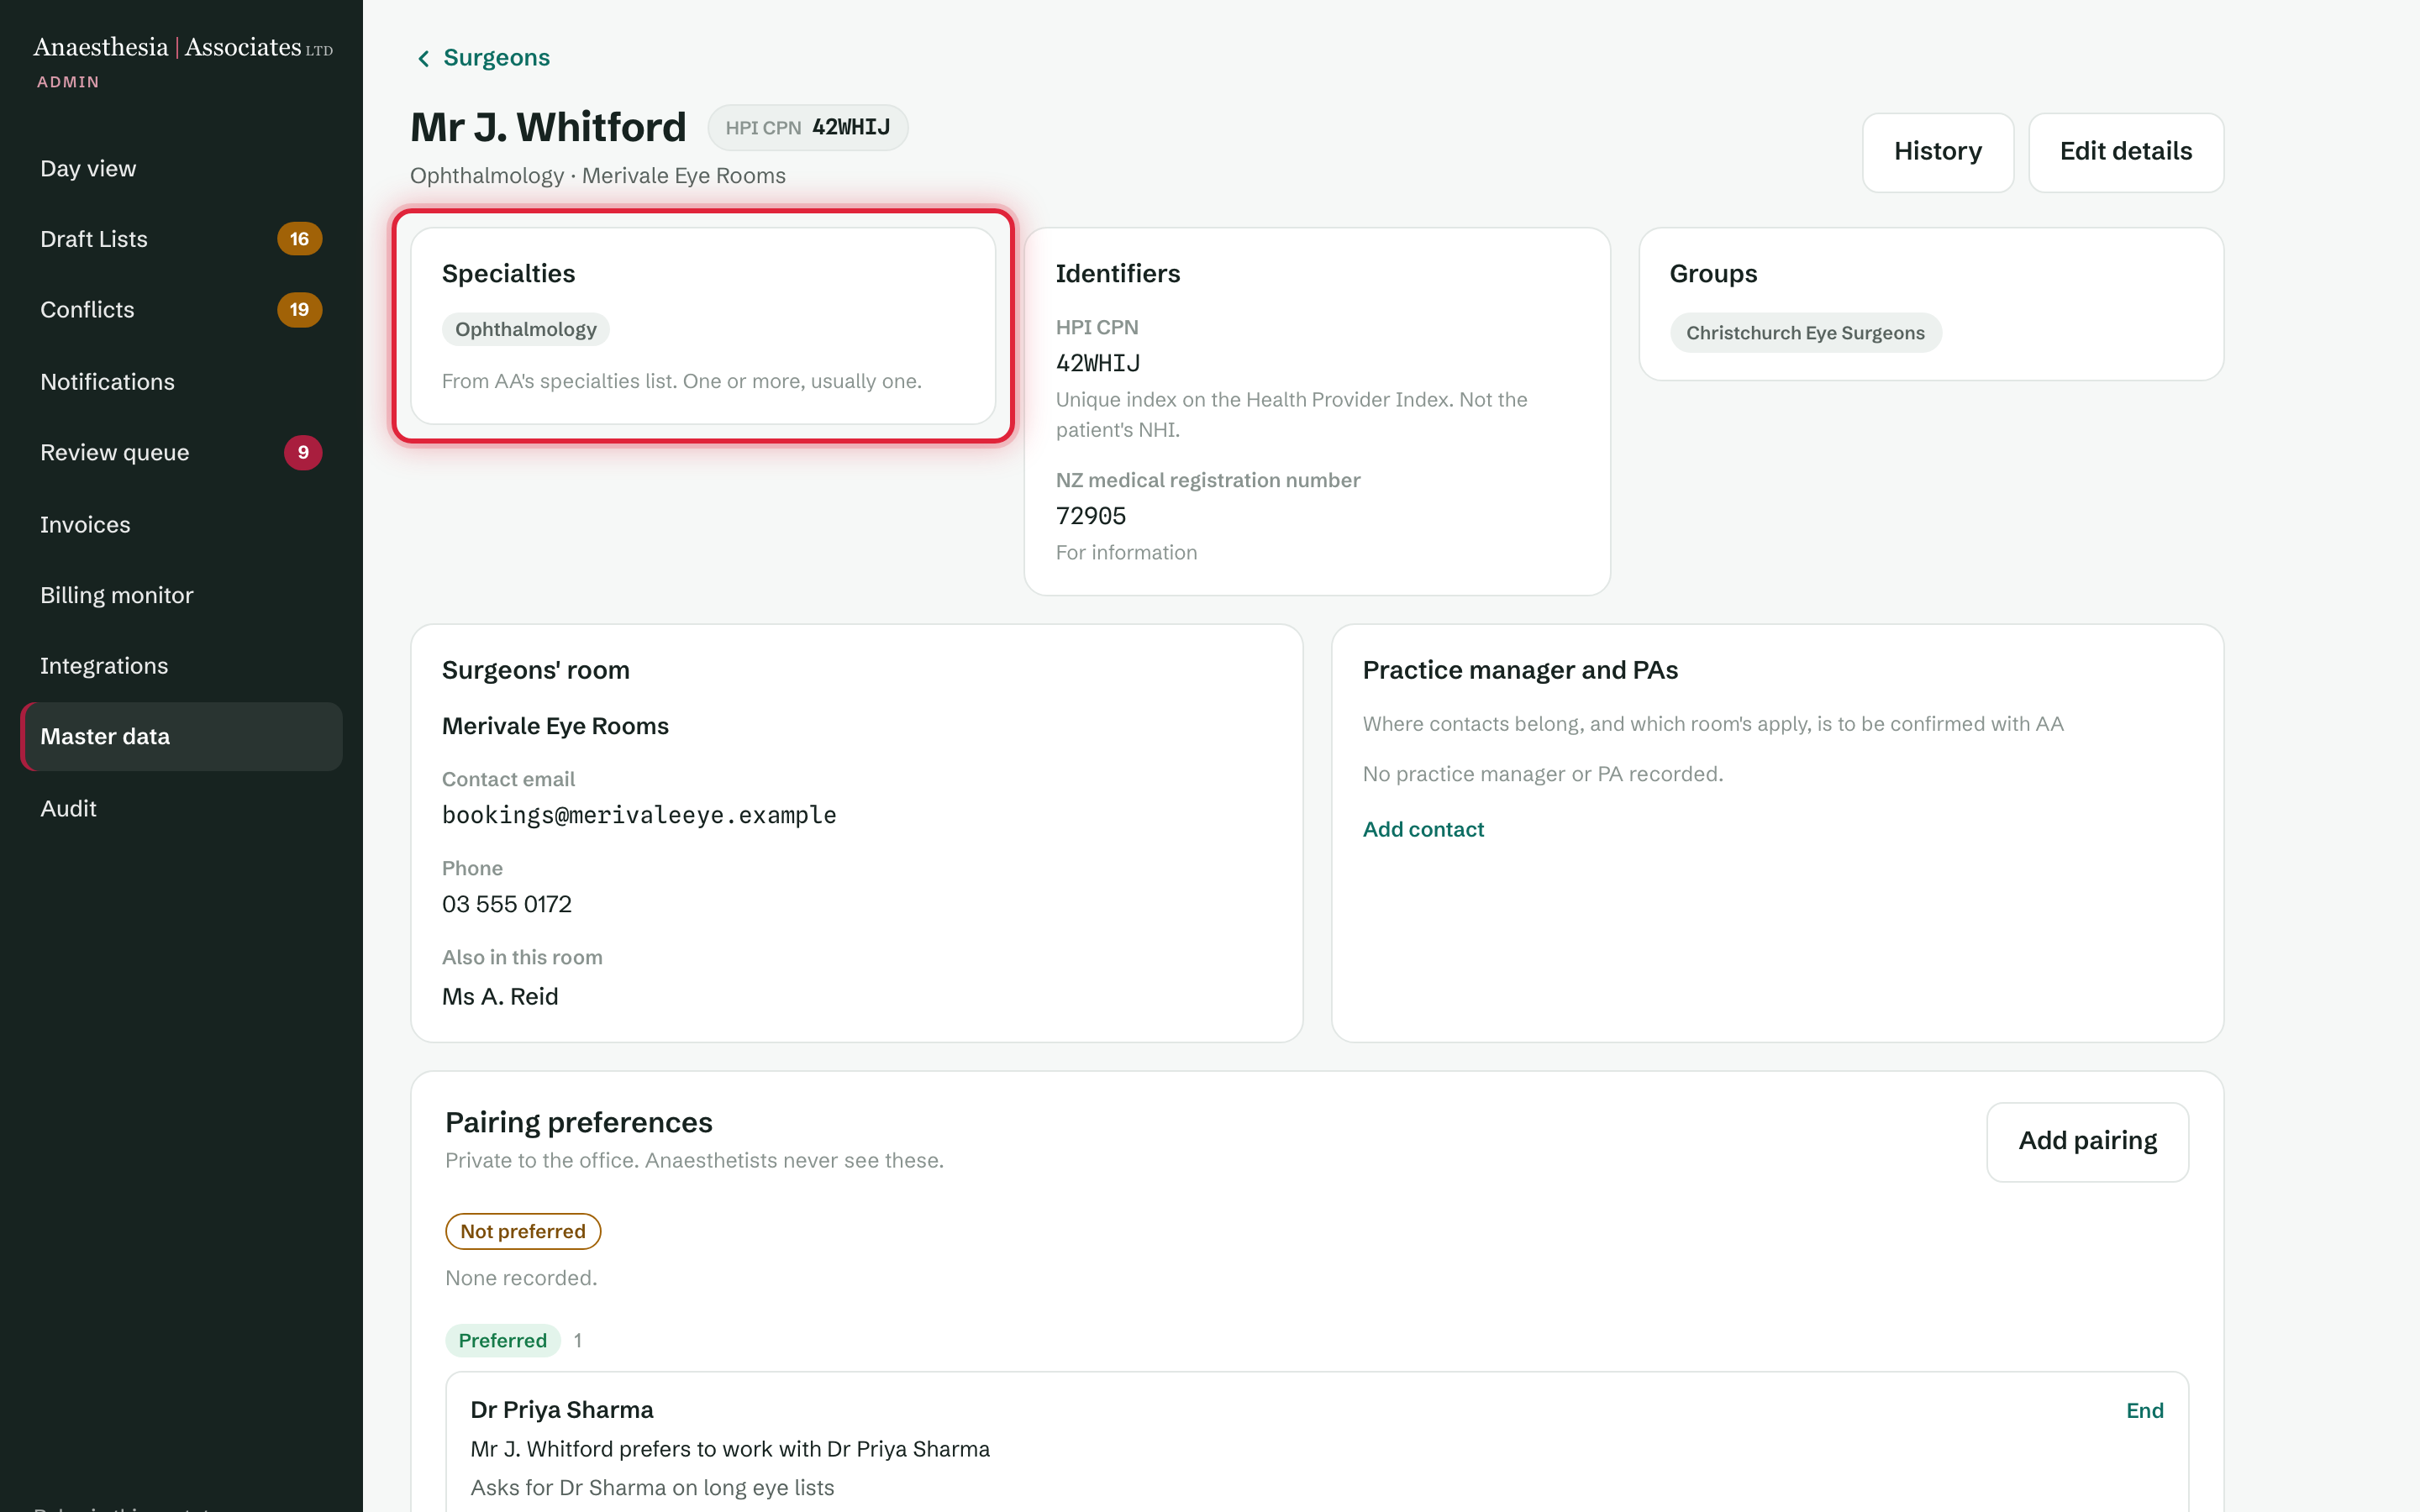 Anaesthesia | Associates LTD
ADMIN
Day view
Draft Lists 16
Conflicts 19
Notifications
Review queue 9
Invoices
Billing monitor
Integrations
Master data
Audit
Surgeons
Mr J. Whitford HPI CPN 42WHIJ
Ophthalmology · Merivale Eye Rooms
History
Edit details
Specialties
Ophthalmology
From AA's specialties list. One or more, usually one.
Identifiers
HPI CPN
42WHIJ
Unique index on the Health Provider Index. Not the
patient's NHI.
NZ medical registration number
72905
For information
Groups
Christchurch Eye Surgeons
Surgeons' room
Merivale Eye Rooms
Contact email
bookings@merivaleeye.example
Phone
03 555 0172
Also in this room
Ms A. Reid
Practice manager and PAs
Where contacts belong, and which room's apply, is to be confirmed with AA
No practice manager or PA recorded.
Add contact
Pairing preferences
Private to the office. Anaesthetists never see these.
Add pairing
Not preferred
None recorded.
Preferred 1
Dr Priya Sharma
End
Mr J. Whitford prefers to work with Dr Priya Sharma
Asks for Dr Sharma on long eye lists